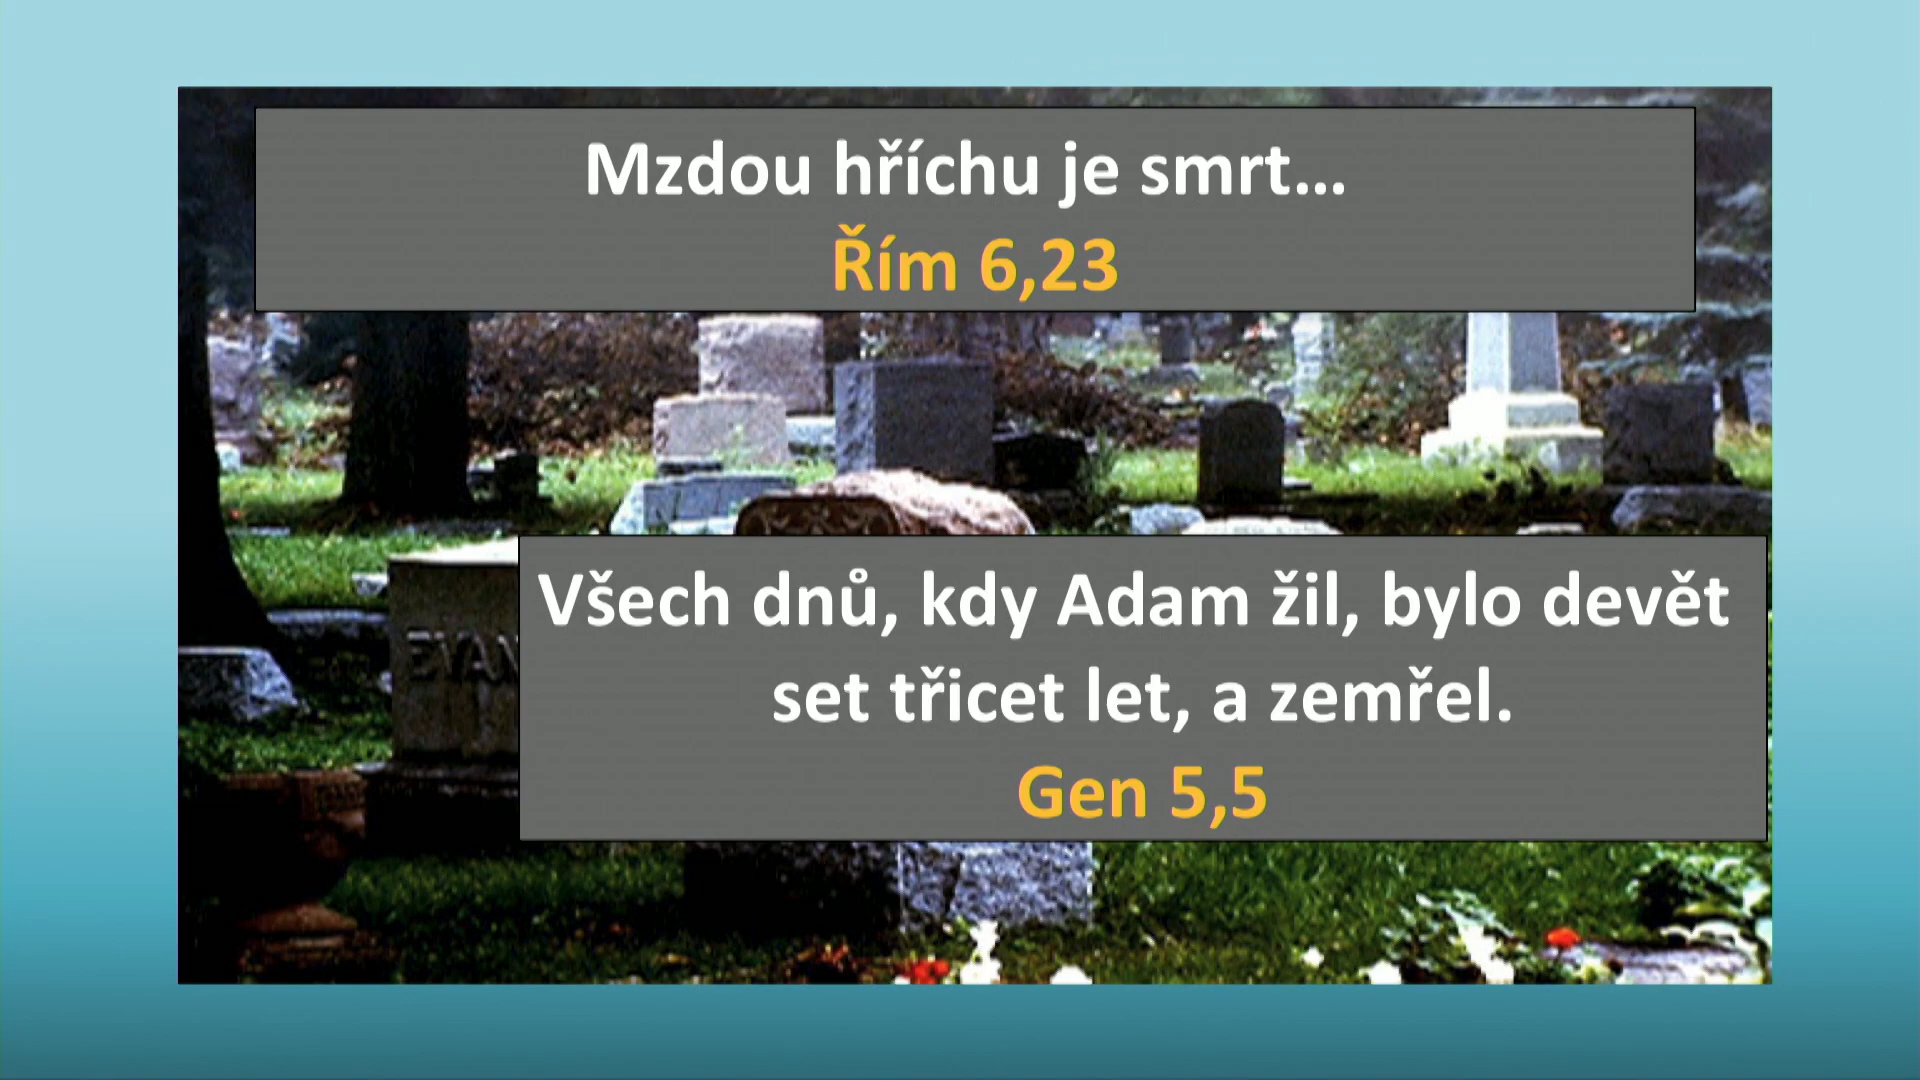 Mzdou hříchu je smrt...
Řím 6,23
EVAN
Všech dnů, kdy Adam žil, bylo devět
set třicet let, a zemřel.
Gen 5,5